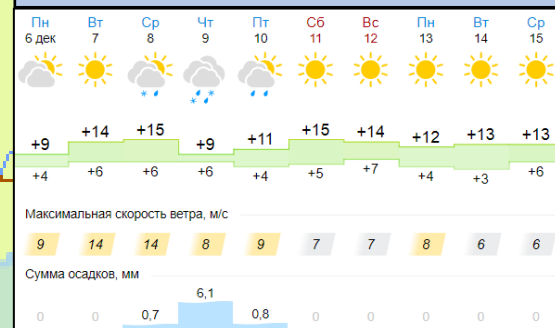 Пн Вт Ср Чт Пт Сб Вс Пн Вт Ср
6 дек 7 8 9 10 11 12 13 14 15
+9 +14 +15 +9 +11 +15 +14 +12 +13 +13
+4 +6 +6 +6 +4 +5 +7 +4 +3 +6
Максимальная скорость ветра, м/с
9 14 14 8 9 7 7 8 6 6
Сумма осадков, мм
0 0 0,7 6,1 0,8 0 0 0 0 0